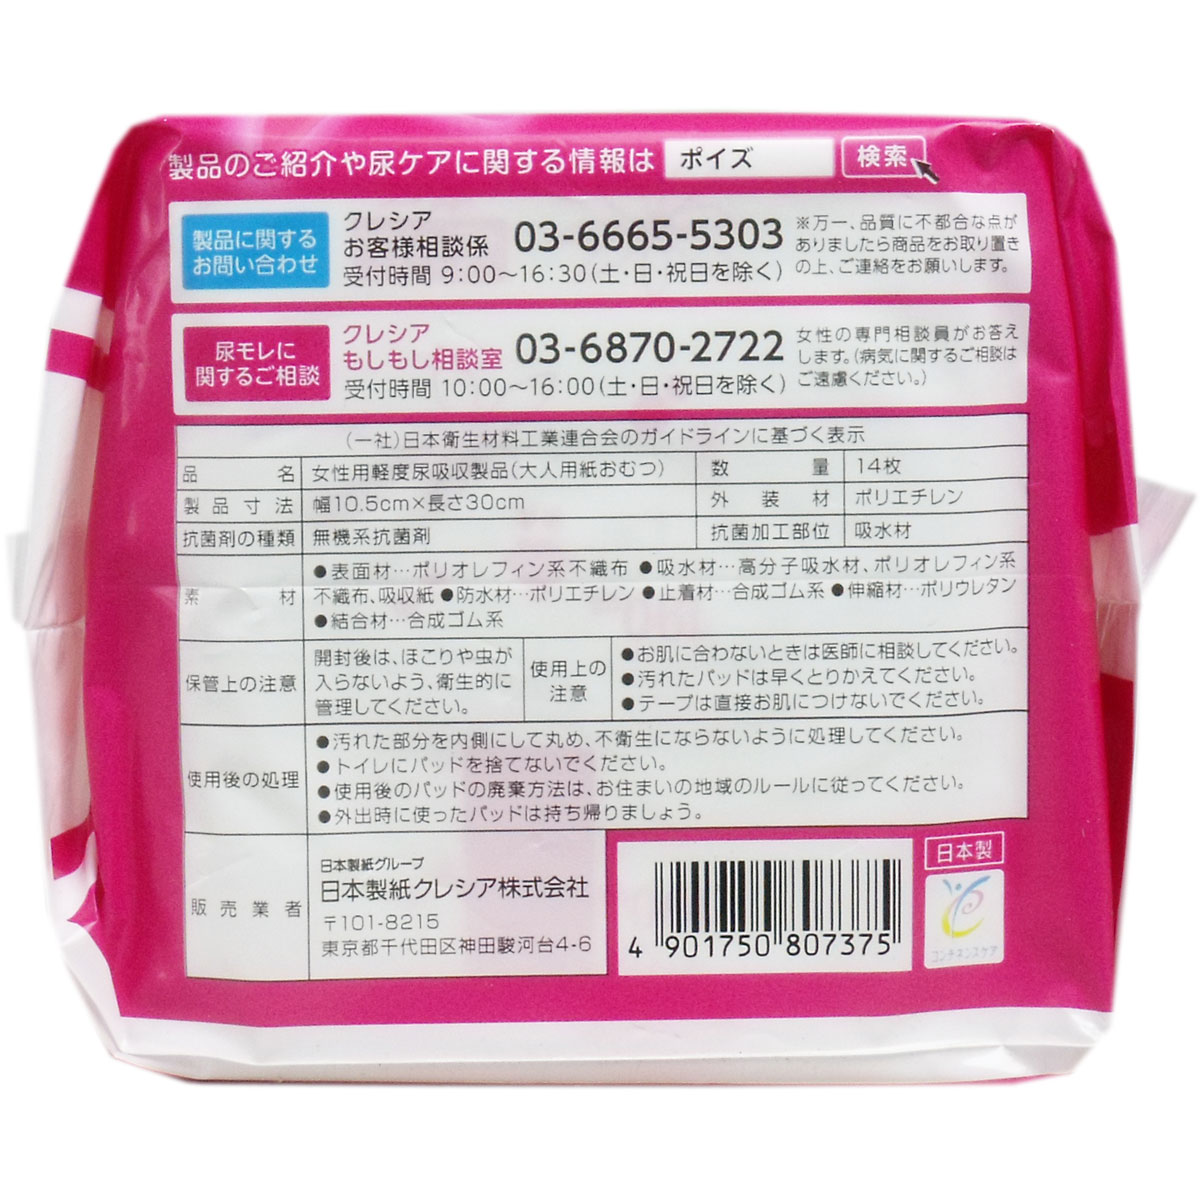 製品のご紹介や尿ケアに関する情報は ポイズ 検索
製品に関する
お問い合わせ
クレシア
お客様相談係 03-6665-5303
受付時間 9:00〜16:30(土・日・祝日を除く)
※万一、品質に不都合な点が
ありましたら商品をお取り置き
の上、ご連絡をお願いします。
尿モレに
関するご相談
クレシア
もしもし相談室 03-6870-2722
受付時間 10:00〜16:00(土・日・祝日を除く)
女性の専門相談員がお答え
します。(病気に関するご相談は
ご遠慮ください。)
(一社)日本衛生材料工業連合会のガイドラインに基づく表示
品名 女性用軽度尿吸収製品(大人用紙おむつ) 数量 14枚
製品寸法 幅10.5cm×長さ30cm 外装材 ポリエチレン
抗菌剤の種類 無機系抗菌剤 抗菌加工部位 吸水材
素材
●表面材…ポリオレフィン系不織布 ●吸水材…高分子吸水材、ポリオレフィン系
不織布、吸収紙 ●防水材…ポリエチレン ●止着材…合成ゴム系 ●伸縮材…ポリウレタン
●結合材…合成ゴム系
保管上の注意
開封後は、ほこりや虫が
入らないよう、衛生的に
管理してください。
使用上の
注意
●お肌に合わないときは医師に相談してください。
●汚れたパッドは早くとりかえてください。
●テープは直接お肌につけないでください。
使用後の処理
●汚れた部分を内側にして丸め、不衛生にならないように処理してください。
●トイレにパッドを捨てないでください。
●使用後のパッドの廃棄方法は、お住まいの地域のルールに従ってください。
●外出時に使ったパッドは持ち帰りましょう。
販売業者
日本製紙グループ
日本製紙クレシア株式会社
〒101-8215
東京都千代田区神田駿河台4-6
4 901750 807375
日本製
コンチネンスケア